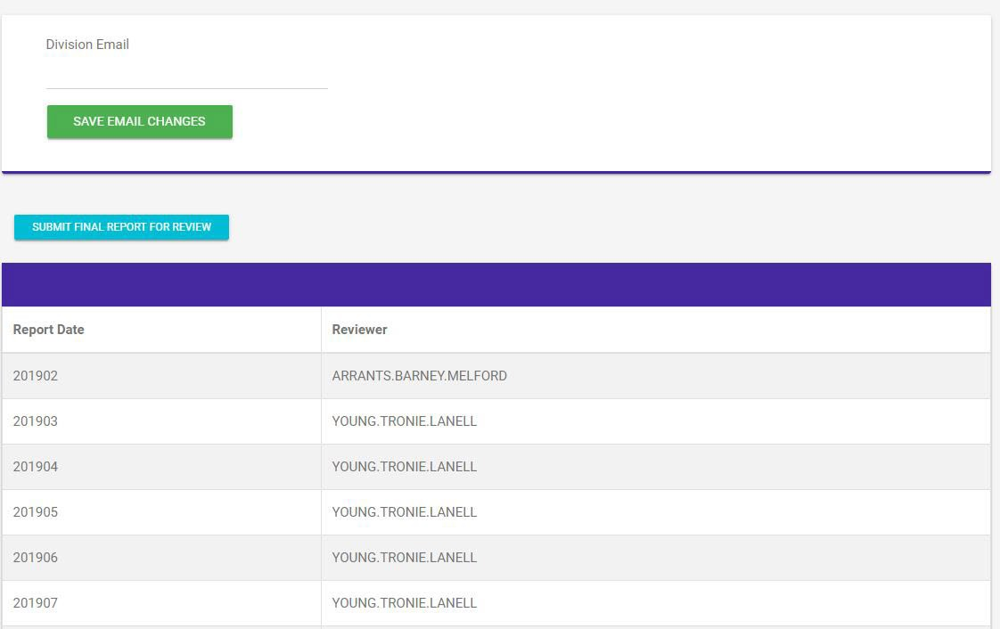 Division Email
SAVE EMAIL CHANGES
SUBMIT FINAL REPORT FOR REVIEW
Report Date Reviewer
201902 ARRANTS.BARNEY.MELFORD
201903 YOUNG.TRONIE.LANELL
201904 YOUNG.TRONIE.LANELL
201905 YOUNG.TRONIE.LANELL
201906 YOUNG.TRONIE.LANELL
201907 YOUNG.TRONIE.LANELL